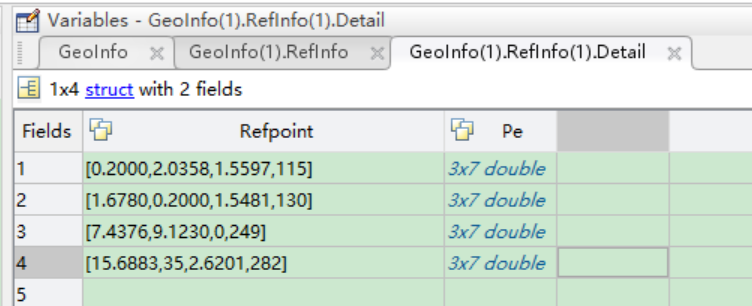 Variables - GeoInfo(1).RefInfo(1).Detail
GeoInfo GeoInfo(1).RefInfo GeoInfo(1).RefInfo(1).Detail
1x4 struct with 2 fields
Fields Refpoint Pe
1 [0.2000,2.0358,1.5597,115] 3x7 double
2 [1.6780,0.2000,1.5481,130] 3x7 double
3 [7.4376,9.1230,0,249] 3x7 double
4 [15.6883,35,2.6201,282] 3x7 double
5